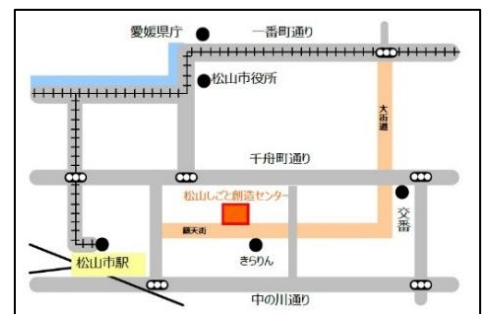 愛媛県庁
一番町通り
松山市役所
大街道
千舟町通り
松山しごと創造センター
交番
銀天街
きらりん
松山市駅
中の川通り